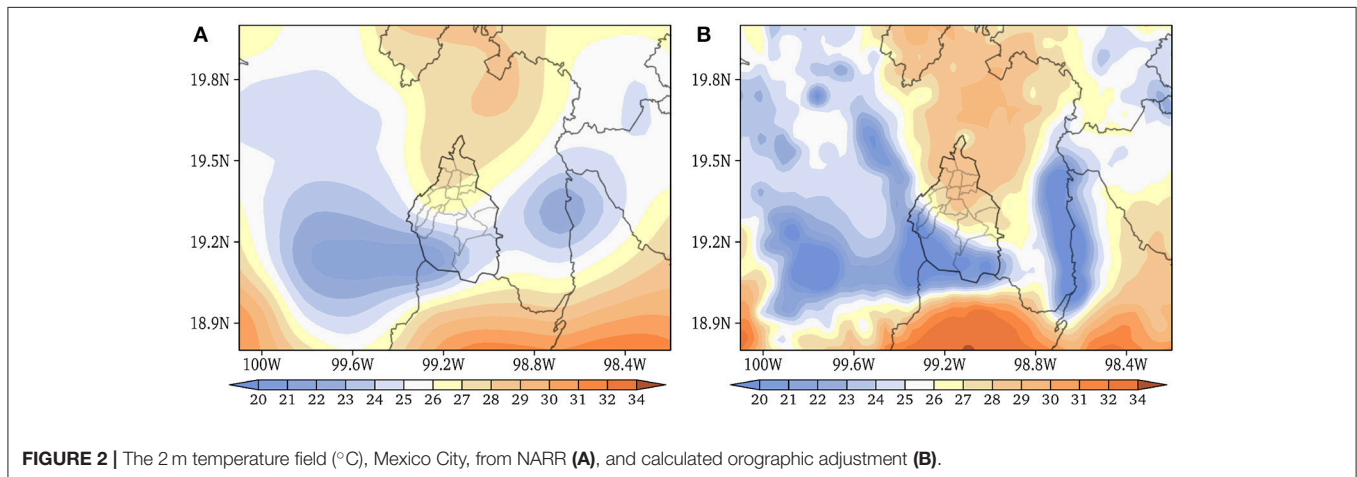 A
B
19.8N
19.5N
19.2N
18.9N
100W 99.6W 99.2W 98.8W 98.4W
20 21 22 23 24 25 26 27 28 29 30 31 32 34
19.8N
19.5N
19.2N
18.9N
100W 99.6W 99.2W 98.8W 98.4W
20 21 22 23 24 25 26 27 28 29 30 31 32 34
FIGURE 2 | The 2 m temperature field (°C), Mexico City, from NARR (A), and calculated orographic adjustment (B).